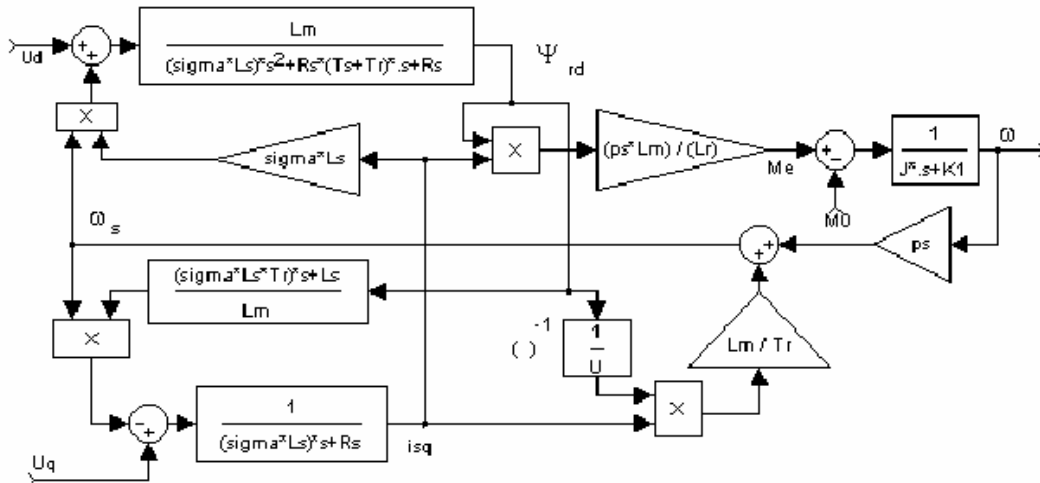 Ud
+
+
Lm
(sigma*Ls)*s^2+Rs*(Ts+Tr)*.s+Rs
Ψ rd
×
sigma*Ls
×
(ps*Lm) / (Lr)
Me
+
-
M0
1
J*.s+K1
ω
ω s
+
+
ps
(sigma*Ls*Tr)*s+Ls
Lm
×
( )^-1
1
U
Lm / Tr
×
-
+
1
(sigma*Ls)*s+Rs
isq
Uq